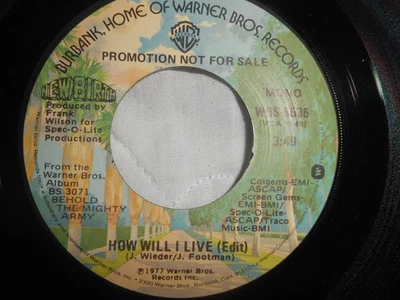 BURBANK, HOME OF WARNER BROS. RECORDS
WB
PROMOTION NOT FOR SALE
NEW BIRTH
MONO
Produced by
Frank
Wilson for
Spec-O-Lite
Productions
3:49
From the
Warner Bros.
Album
BS 3071
BEHOLD
THE MIGHTY
ARMY
Colgems-EMI-
ASCAP/
Screen Gems-
EMI-BMI/
Spec-O-Lite-
ASCAP/Traco
Music-BMI
HOW WILL I LIVE (Edit)
(J. Wieder/J. Footman)
©1977 Warner Bros.
Records Inc.
3300 Warner Blvd.